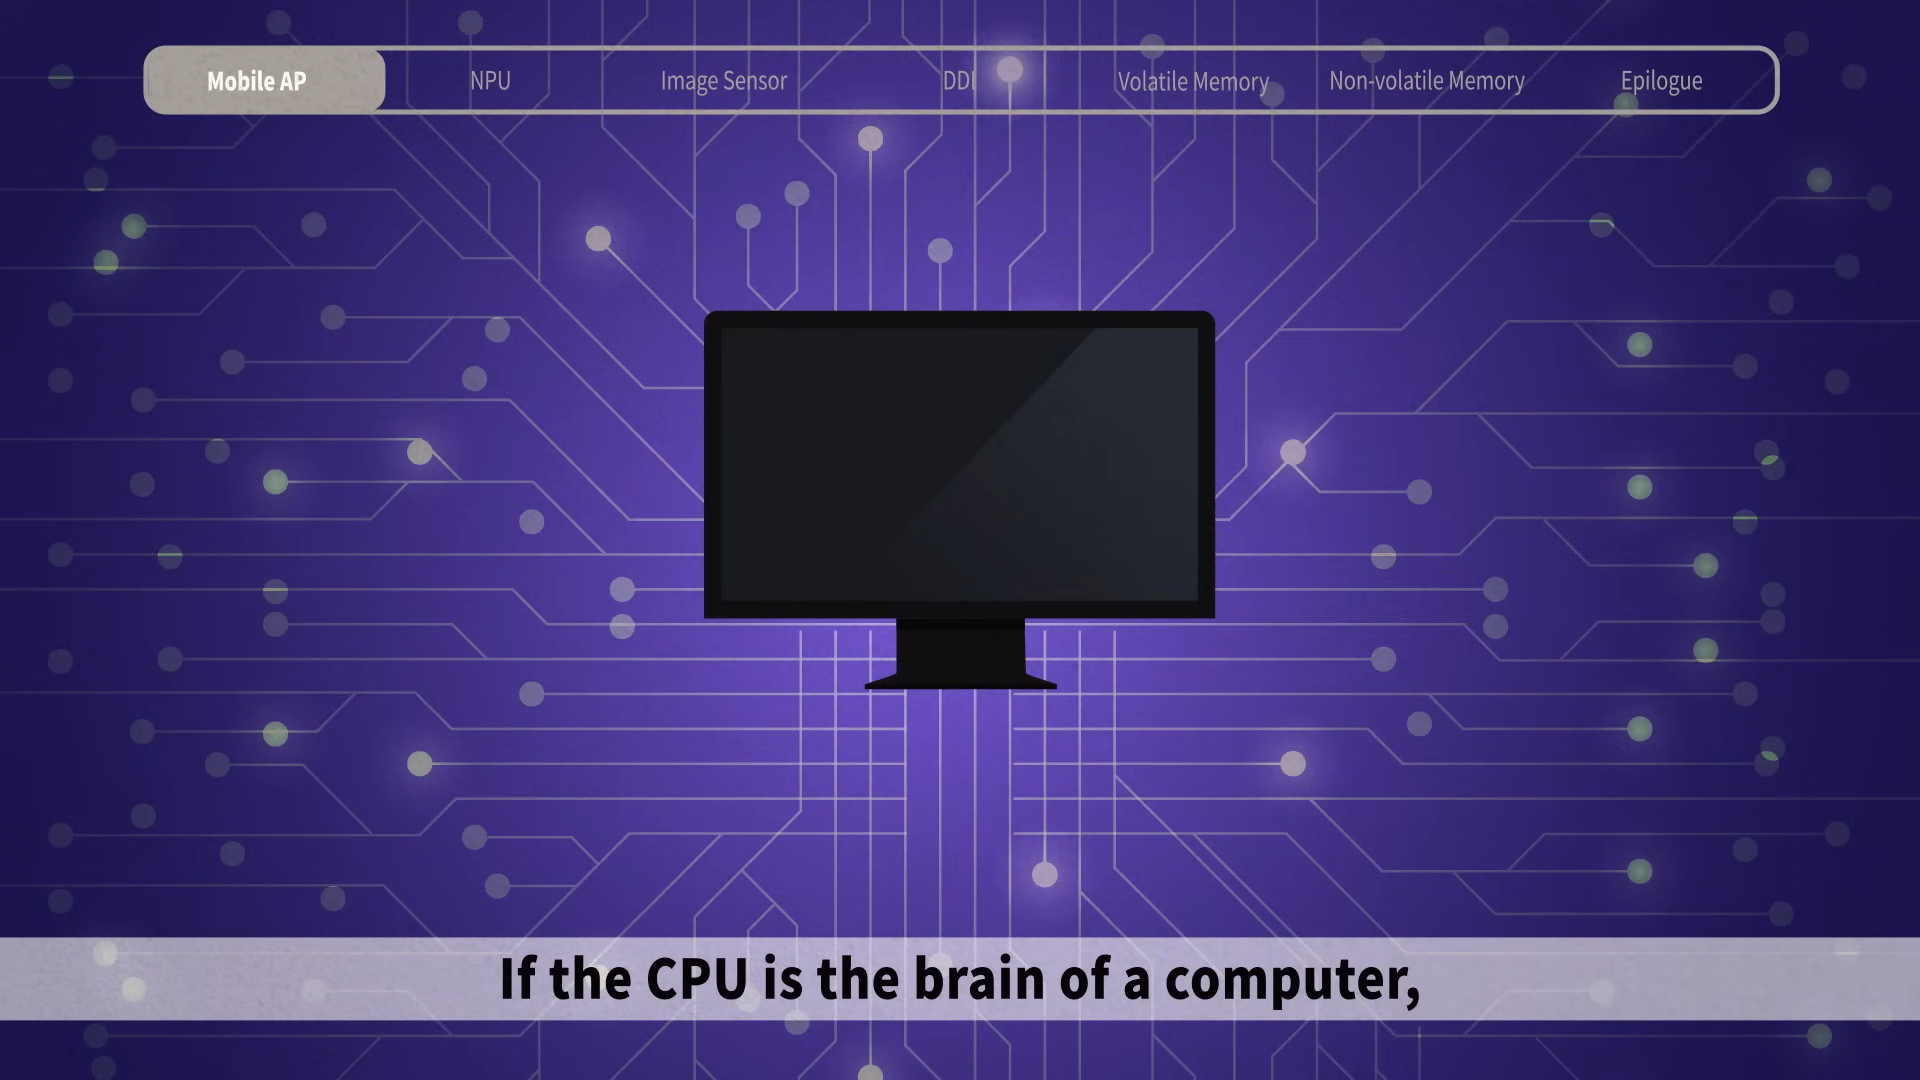 Mobile AP
NPU
Image Sensor
DDI
Volatile Memory
Non-volatile Memory
Epilogue
If the CPU is the brain of a computer,